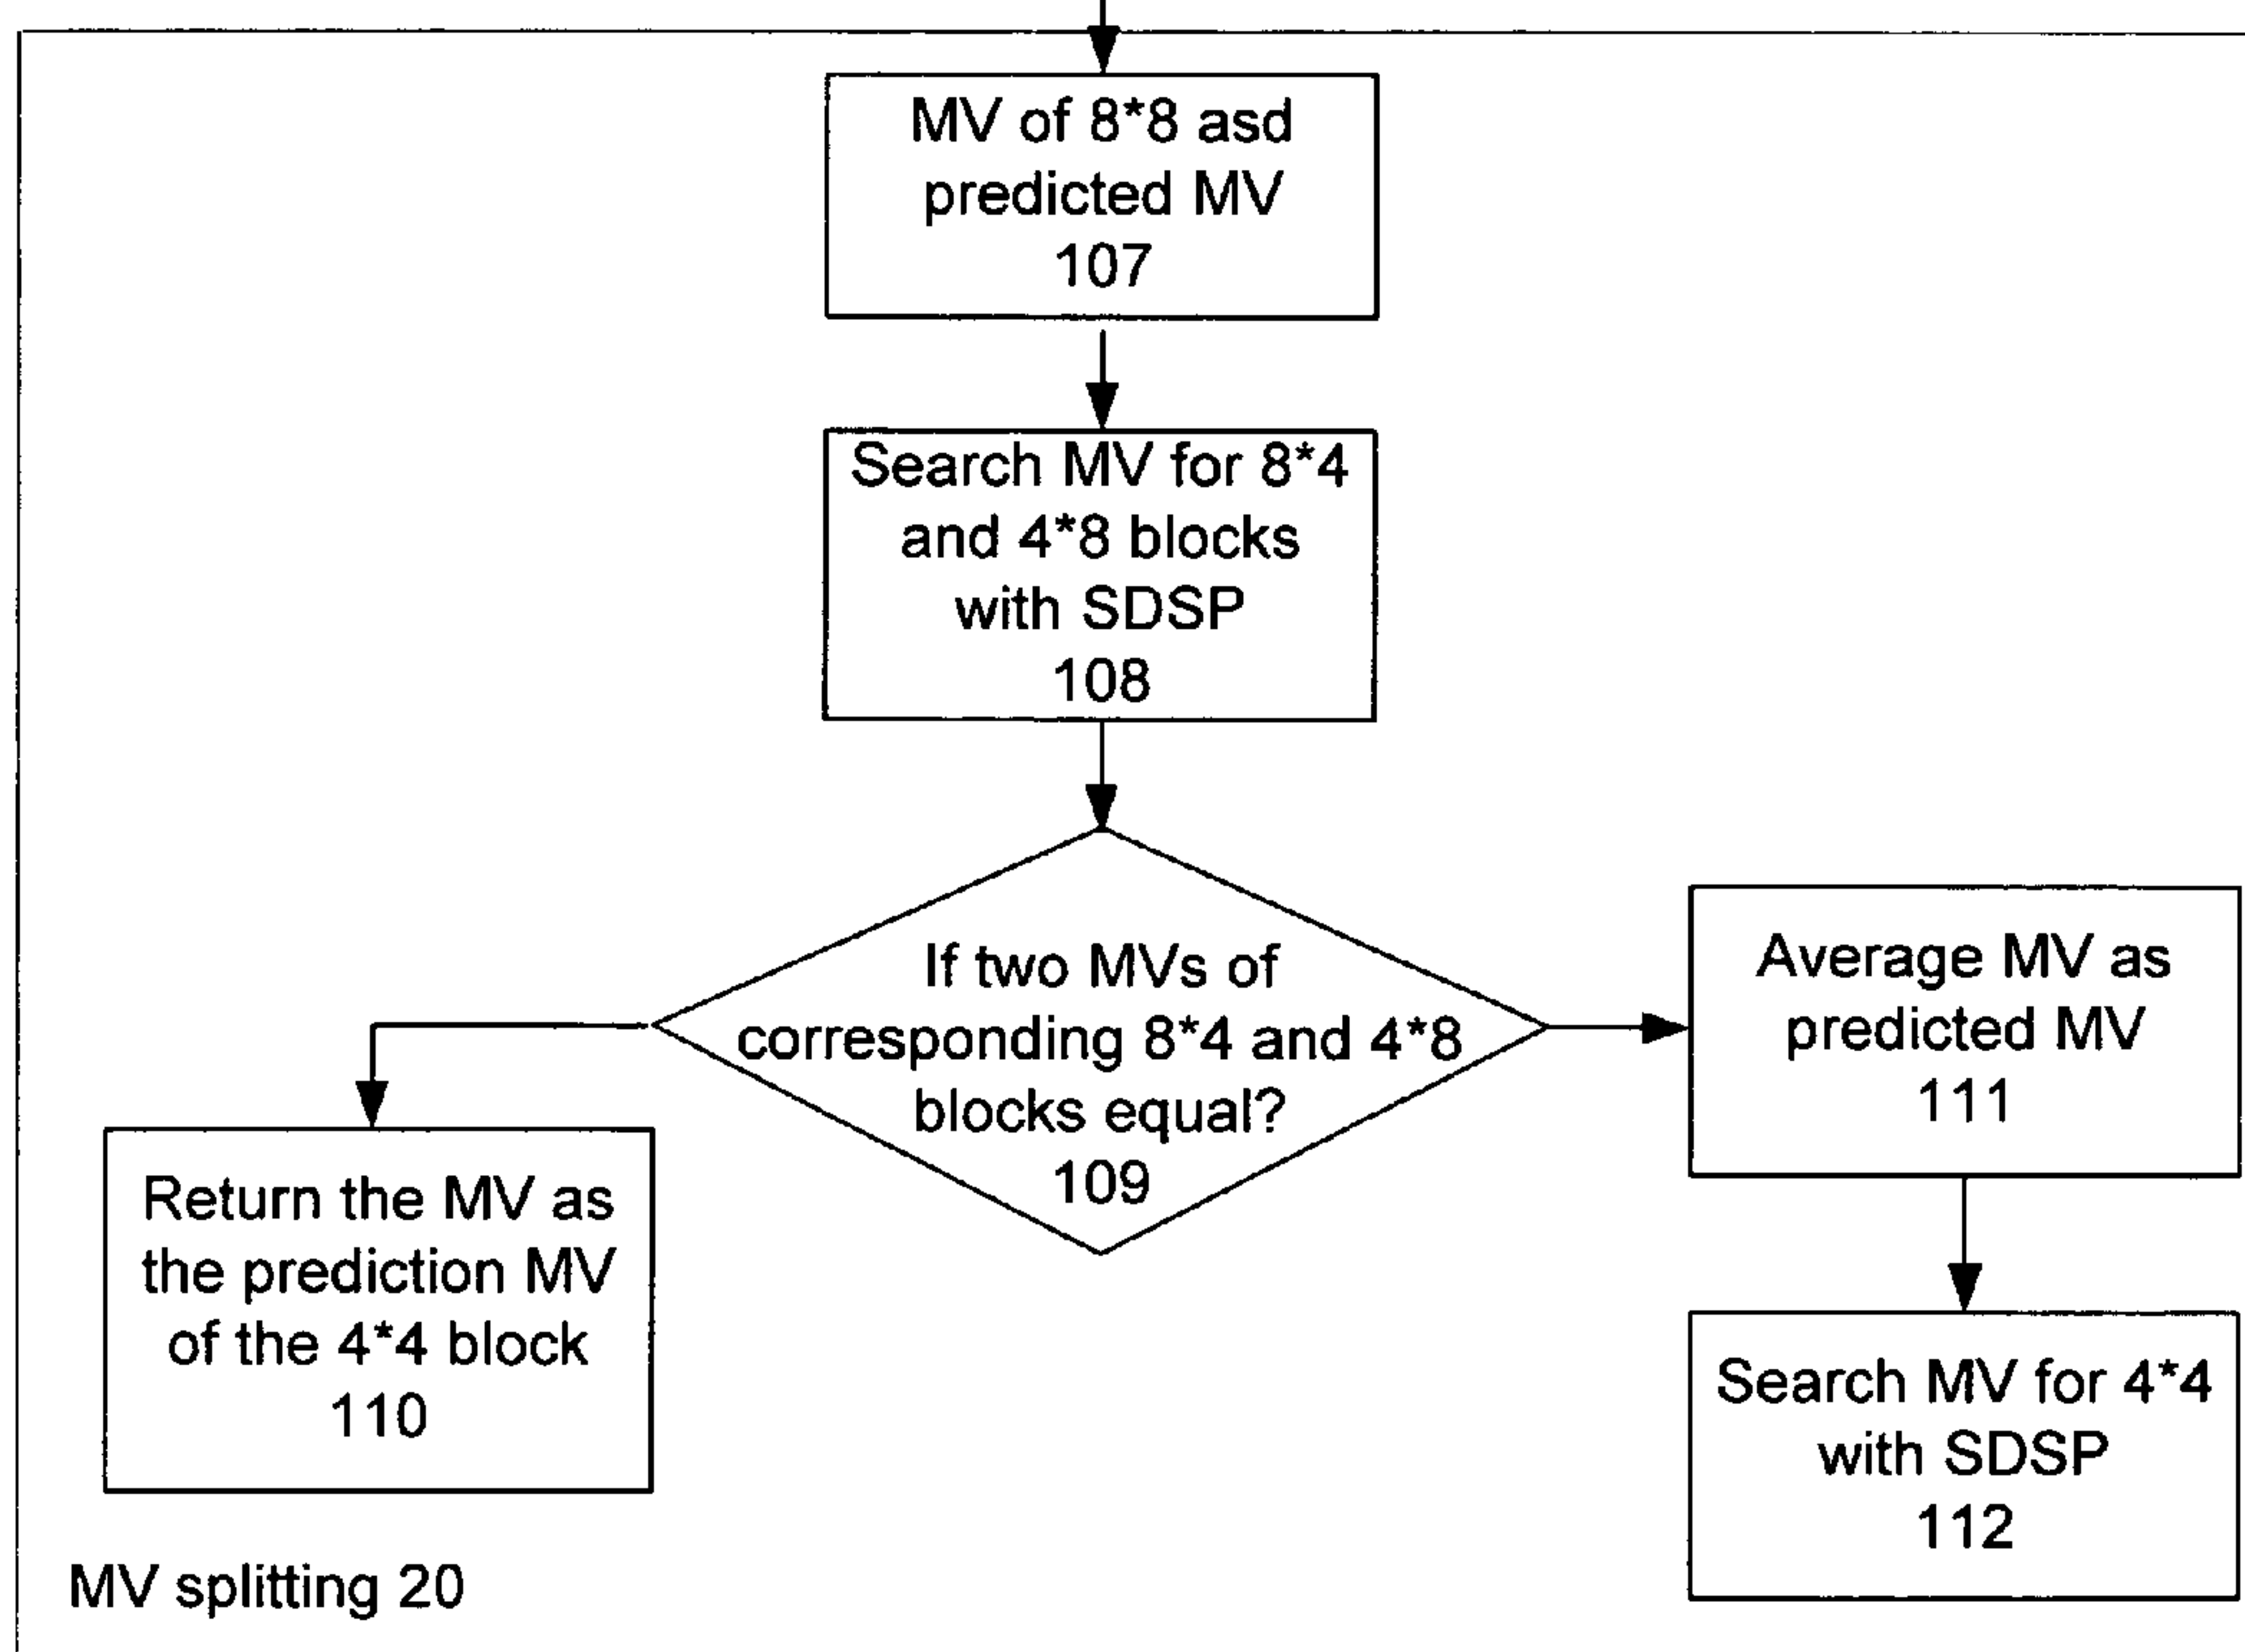 MV of 8*8 asd
predicted MV
107
Search MV for 8*4
and 4*8 blocks
with SDSP
108
If two MVs of
corresponding 8*4 and 4*8
blocks equal?
109
Return the MV as
the prediction MV
of the 4*4 block
110
Average MV as
predicted MV
111
Search MV for 4*4
with SDSP
112
MV splitting 20